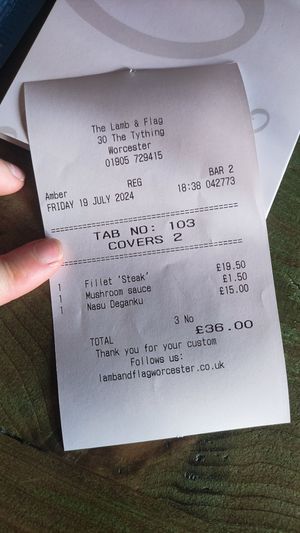 The Lamb & Flag
30 The Tything
Worcester
01905 729415
REG BAR 2
Amber 18:38 042773
FRIDAY 19 JULY 2024
TAB NO: 103
COVERS 2
1 Fillet 'Steak' £19.50
1 Mushroom sauce £1.50
1 Nasu Daganku £15.00
3 No
TOTAL £36.00
Thank you for your custom
Follows us:
lambandflagworcester.co.uk